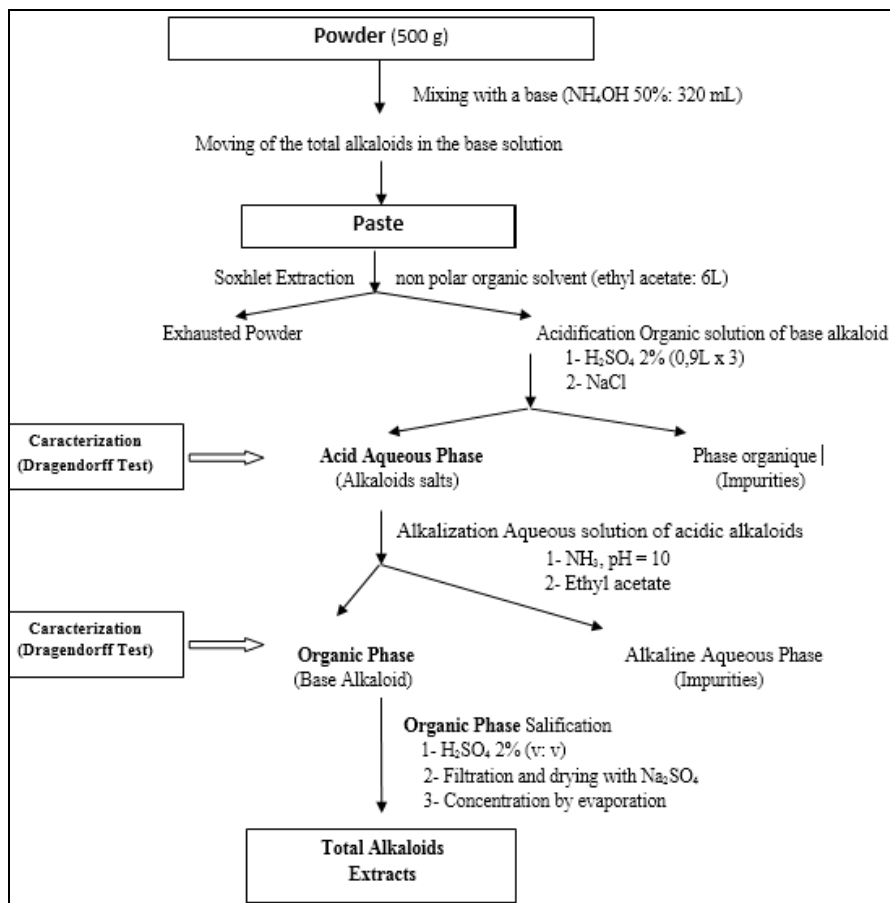 Powder (500 g)
Mixing with a base (NH₄OH 50%: 320 mL)
Moving of the total alkaloids in the base solution
Paste
Soxhlet Extraction non polar organic solvent (ethyl acetate: 6L)
Exhausted Powder
Acidification Organic solution of base alkaloid
1- H₂SO₄ 2% (0,9L x 3)
2- NaCl
Caracterization
(Dragendorff Test)
Acid Aqueous Phase
(Alkaloids salts)
Phase organique
(Impurities)
Alkalization Aqueous solution of acidic alkaloids
1- NH₃, pH = 10
2- Ethyl acetate
Caracterization
(Dragendorff Test)
Organic Phase
(Base Alkaloid)
Alkaline Aqueous Phase
(Impurities)
Organic Phase Salification
1- H₂SO₄ 2% (v: v)
2- Filtration and drying with Na₂SO₄
3- Concentration by evaporation
Total Alkaloids
Extracts